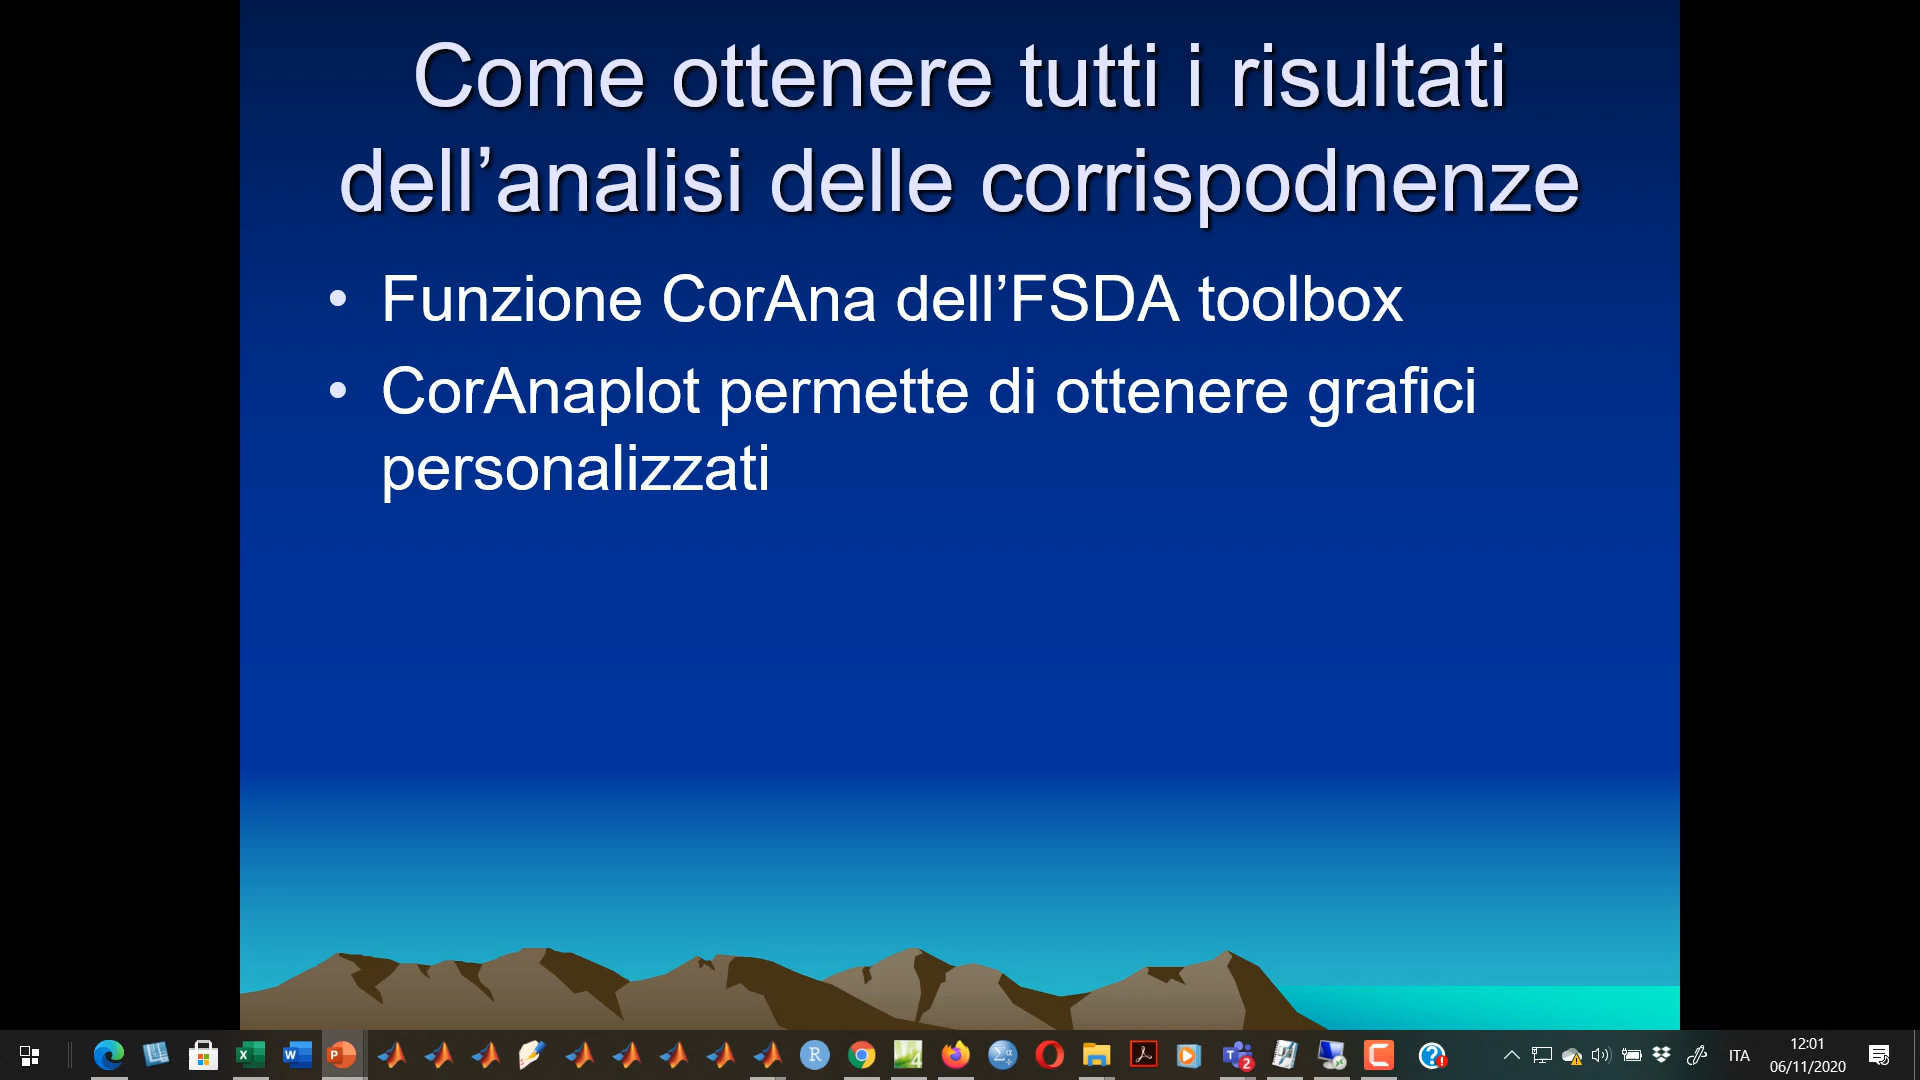 Come ottenere tutti i risultati
dell’analisi delle corrispodnenze
• Funzione CorAna dell’FSDA toolbox
• CorAnaplot permette di ottenere grafici
personalizzati
ITA
12:01
06/11/2020